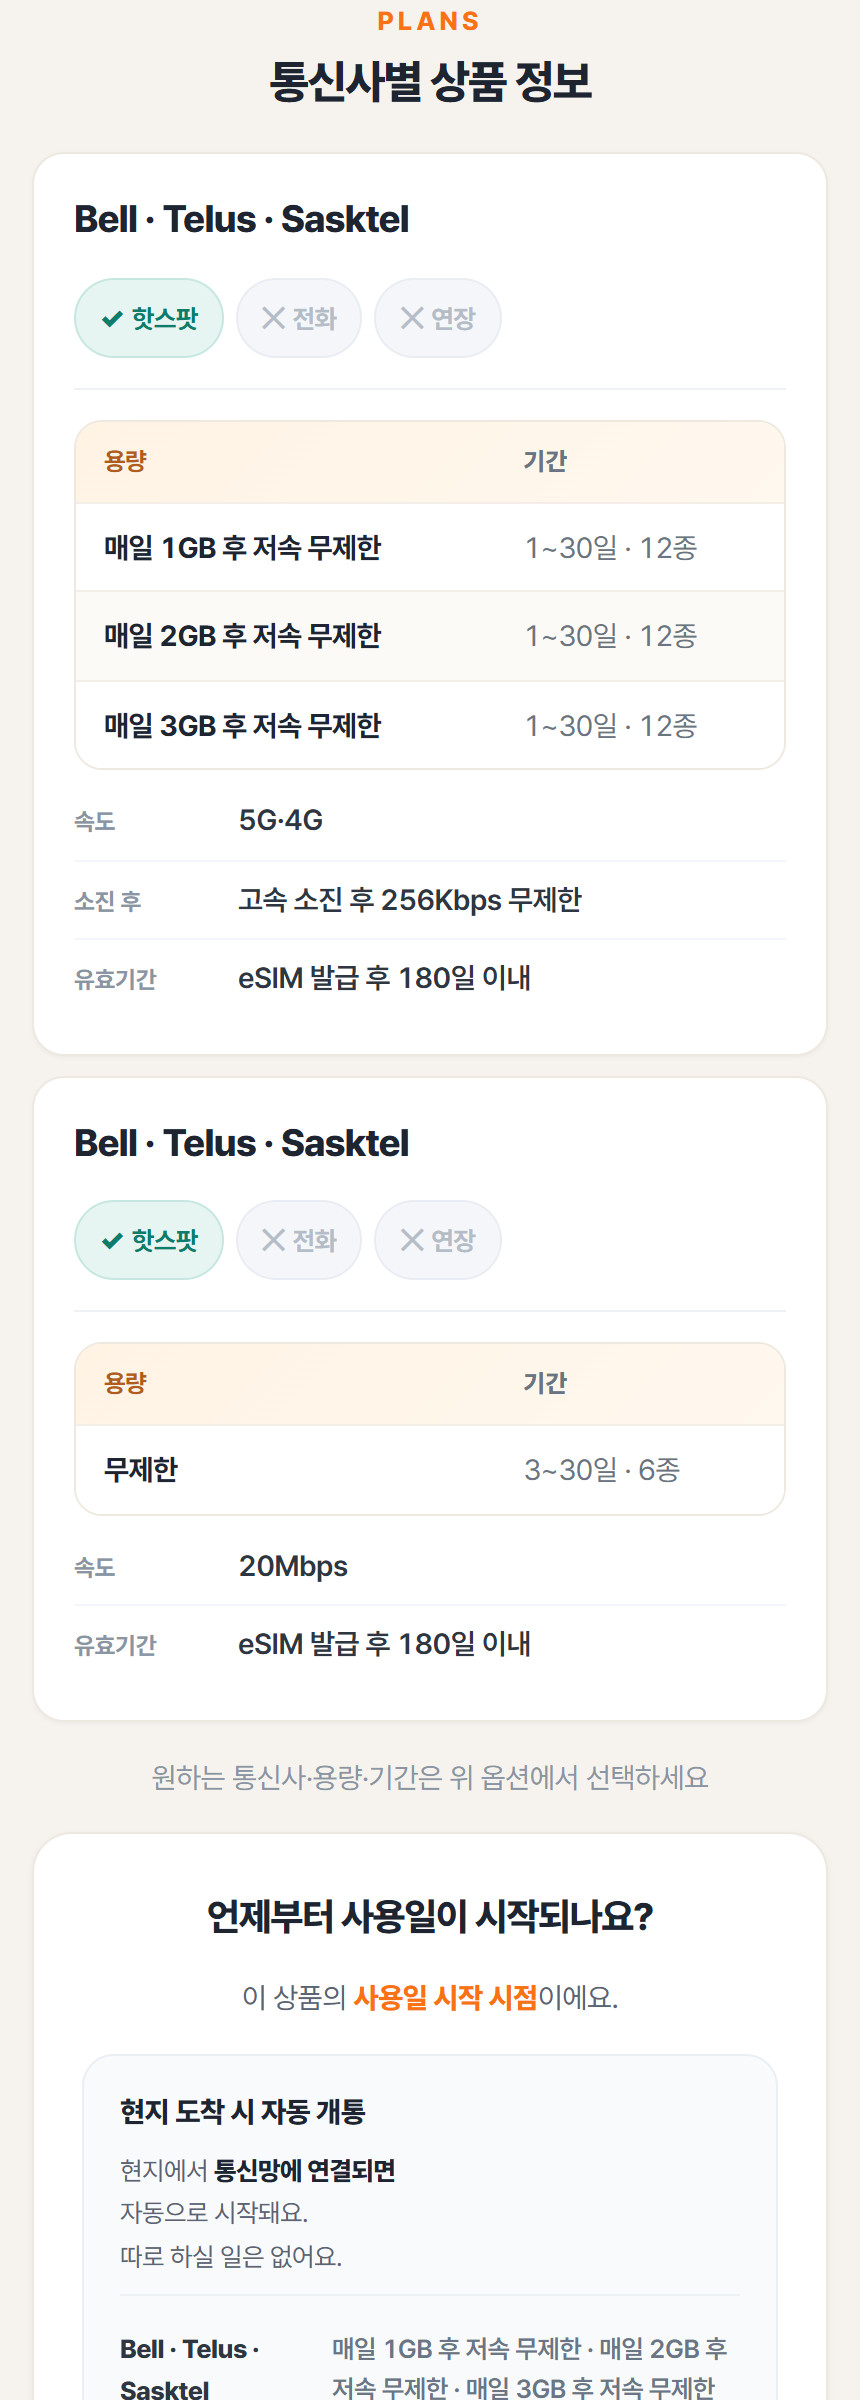 PLANS
통신사별 상품 정보
Bell · Telus · Sasktel
✓ 핫스팟 ✕ 전화 ✕ 연장
용량 기간
매일 1GB 후 저속 무제한 1~30일 · 12종
매일 2GB 후 저속 무제한 1~30일 · 12종
매일 3GB 후 저속 무제한 1~30일 · 12종
속도 5G·4G
소진 후 고속 소진 후 256Kbps 무제한
유효기간 eSIM 발급 후 180일 이내
Bell · Telus · Sasktel
✓ 핫스팟 ✕ 전화 ✕ 연장
용량 기간
무제한 3~30일 · 6종
속도 20Mbps
유효기간 eSIM 발급 후 180일 이내
원하는 통신사·용량·기간은 위 옵션에서 선택하세요
언제부터 사용일이 시작되나요?
이 상품의 사용일 시작 시점이에요.
현지 도착 시 자동 개통
현지에서 통신망에 연결되면
자동으로 시작돼요.
따로 하실 일은 없어요.
Bell · Telus · 매일 1GB 후 저속 무제한 · 매일 2GB 후
Sasktel 저속 무제한 · 매일 3GB 후 저속 무제한